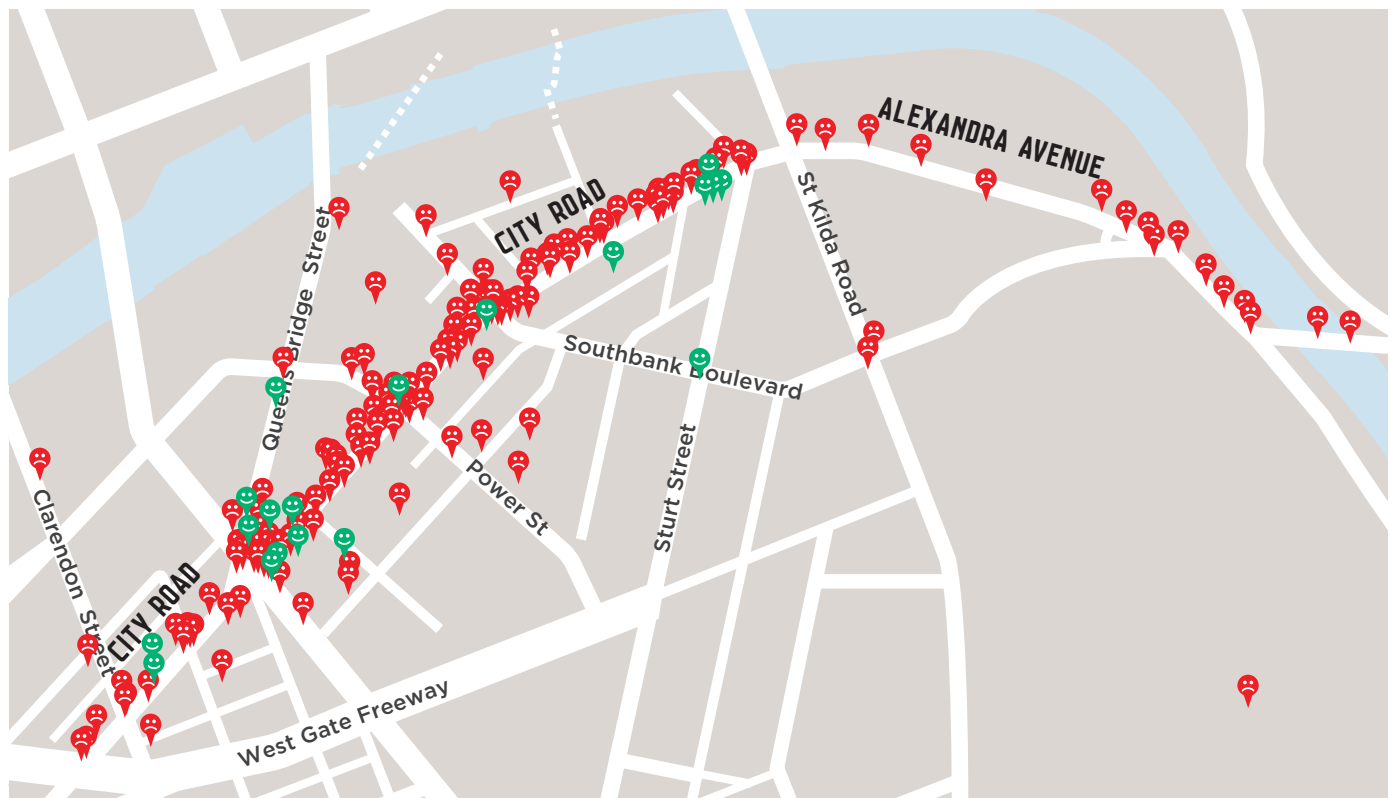 ALEXANDRA AVENUE
CITY ROAD
St Kilda Road
Queens Bridge Street
Southbank Boulevard
Sturt Street
Power St
Clarendon Street
CITY ROAD
West Gate Freeway